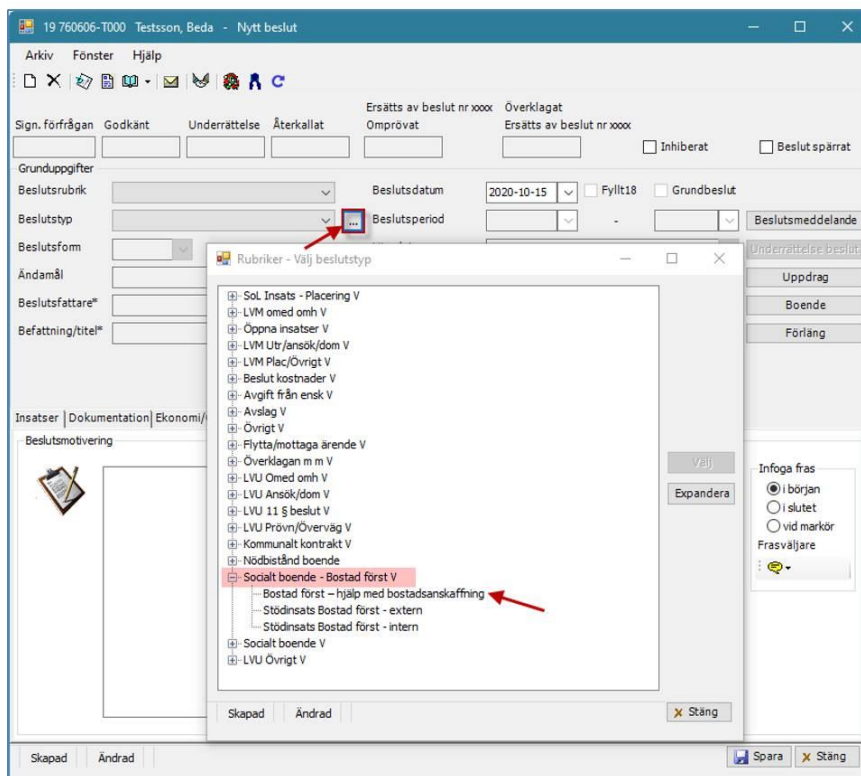 19 760606-T000 Testsson, Beda - Nytt beslut
Arkiv Fönster Hjälp
Ersätts av beslut nr xxxx Överklagat
Sign. förfrågan Godkänt Underrättelse Återkallat Omprövat Ersätts av beslut nr xxxx
Inhiberat Beslut spärrat
Grunduppgifter
Beslutsrubrik Beslutsdatum 2020-10-15 Fyllt18 Grundbeslut
Beslutstyp ... Beslutsperiod - Beslutsmeddelande
Beslutsform Underrättelse beslut
Ändamål Uppdrag
Beslutsfattare* Boende
Befattning/titel* Förläng
Rubriker - Välj beslutstyp
SoL Insats - Placering V
LVM omed omh V
Öppna insatser V
LVM Utr/ansök/dom V
LVM Plac/Övrigt V
Beslut kostnader V
Avgift från ensk V
Avslag V
Övrigt V
Flytta/mottaga ärende V
Överklagan m m V
LVU Omed omh V
LVU Ansök/dom V
LVU 11 § beslut V
LVU Prövn/Överväg V
Kommunalt kontrakt V
Nödbistånd boende
Socialt boende - Bostad först V
Bostad först – hjälp med bostadsanskaffning
Stödinsats Bostad först - extern
Stödinsats Bostad först - intern
Socialt boende V
LVU Övrigt V
Välj
Expandera
Skapad Ändrad Stäng
Insatser Dokumentation Ekonomi/
Beslutsmotivering
Infoga fras
i början
i slutet
vid markör
Frasväljare
Skapad Ändrad Spara Stäng